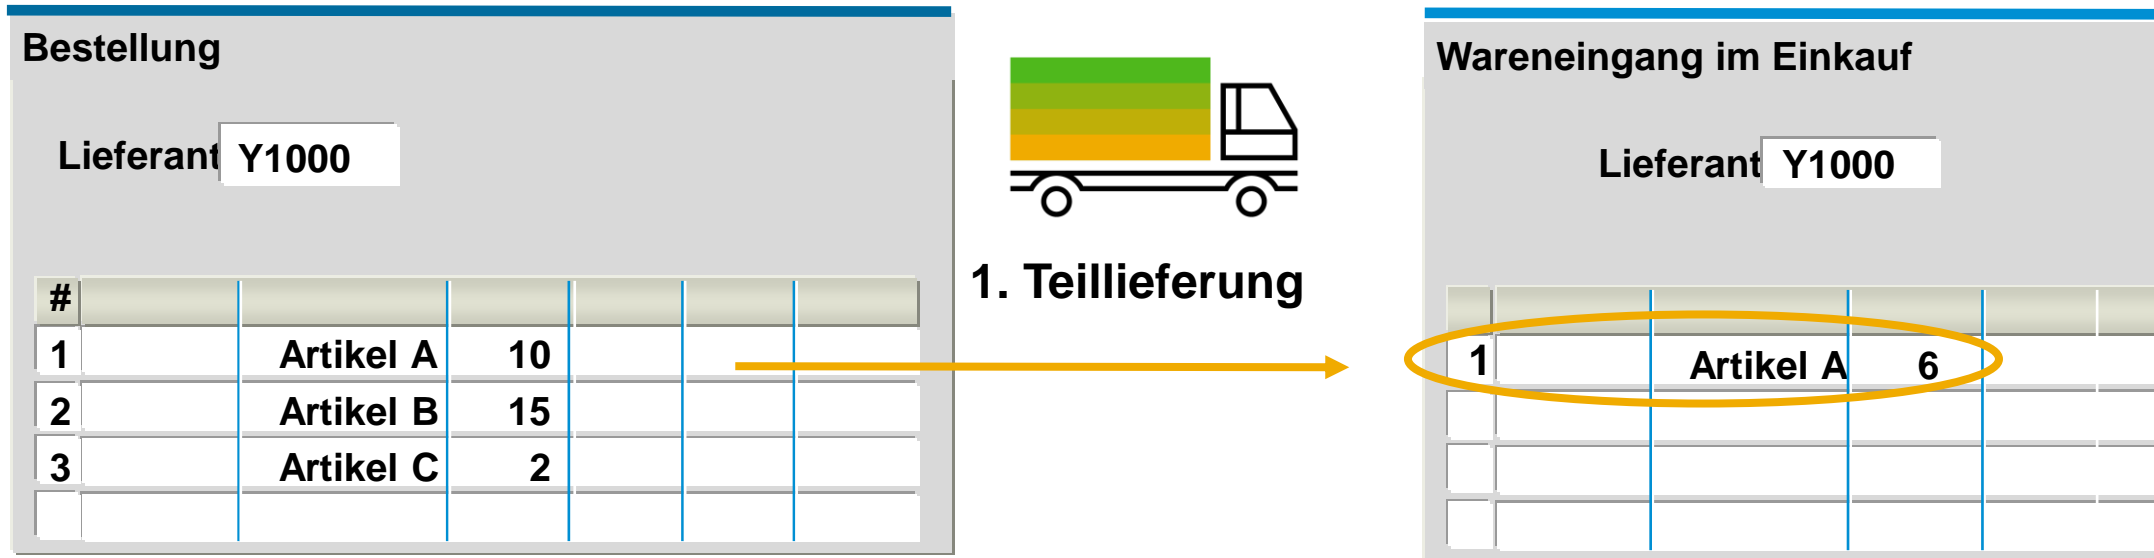 Bestellung
Lieferant Y1000
#
1 Artikel A 10
2 Artikel B 15
3 Artikel C 2
1. Teillieferung
Wareneingang im Einkauf
Lieferant Y1000
1 Artikel A 6